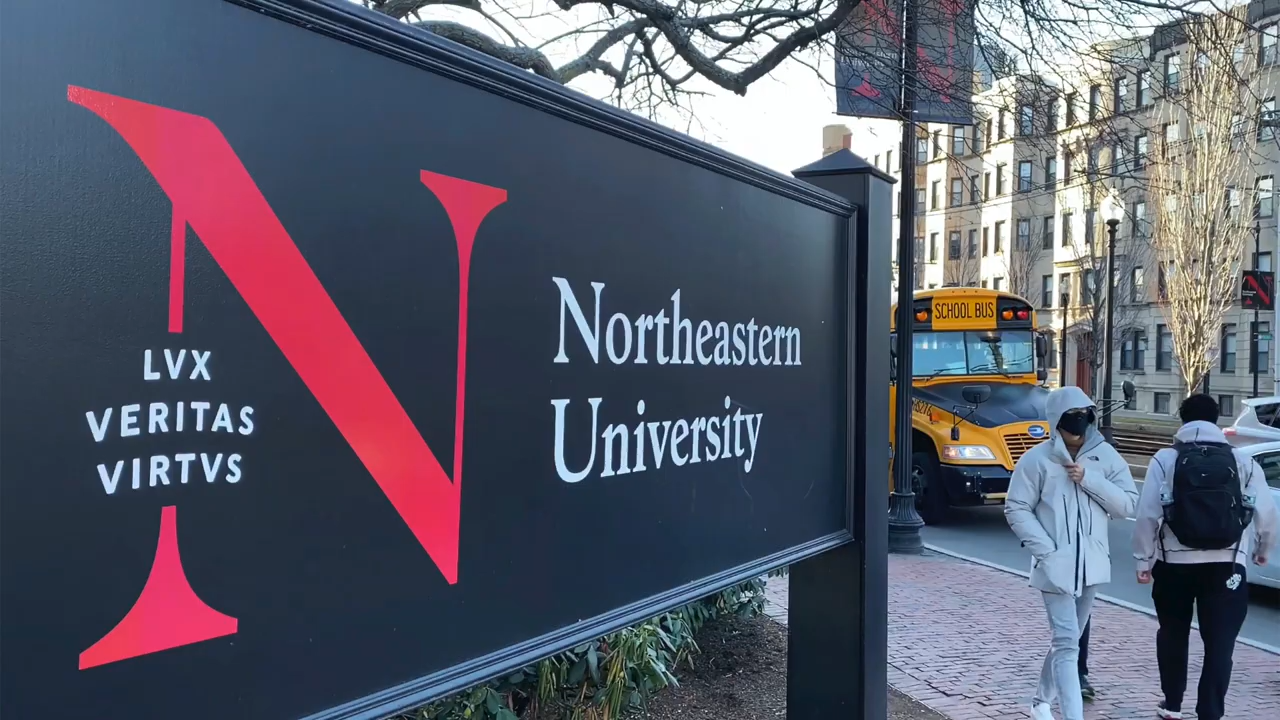 LVX
VERITAS
VIRTVS
N
Northeastern
University
SCHOOL BUS